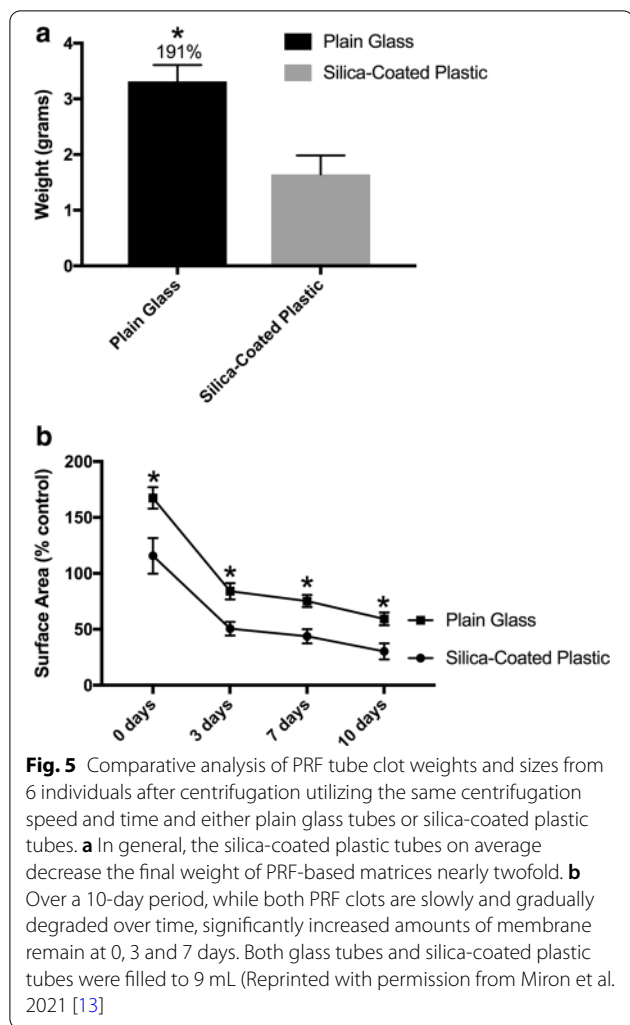 a
*
191%
Plain Glass
Silica-Coated Plastic
Weight (grams)
4
3
2
1
0
Plain Glass
Silica-Coated Plastic
b
Surface Area (% control)
200
150
100
50
0
*
*
*
*
Plain Glass
Silica-Coated Plastic
0 days
3 days
7 days
10 days
Fig. 5 Comparative analysis of PRF tube clot weights and sizes from
6 individuals after centrifugation utilizing the same centrifugation
speed and time and either plain glass tubes or silica-coated plastic
tubes. a In general, the silica-coated plastic tubes on average
decrease the final weight of PRF-based matrices nearly twofold. b
Over a 10-day period, while both PRF clots are slowly and gradually
degraded over time, significantly increased amounts of membrane
remain at 0, 3 and 7 days. Both glass tubes and silica-coated plastic
tubes were filled to 9 mL (Reprinted with permission from Miron et al.
2021 [13]